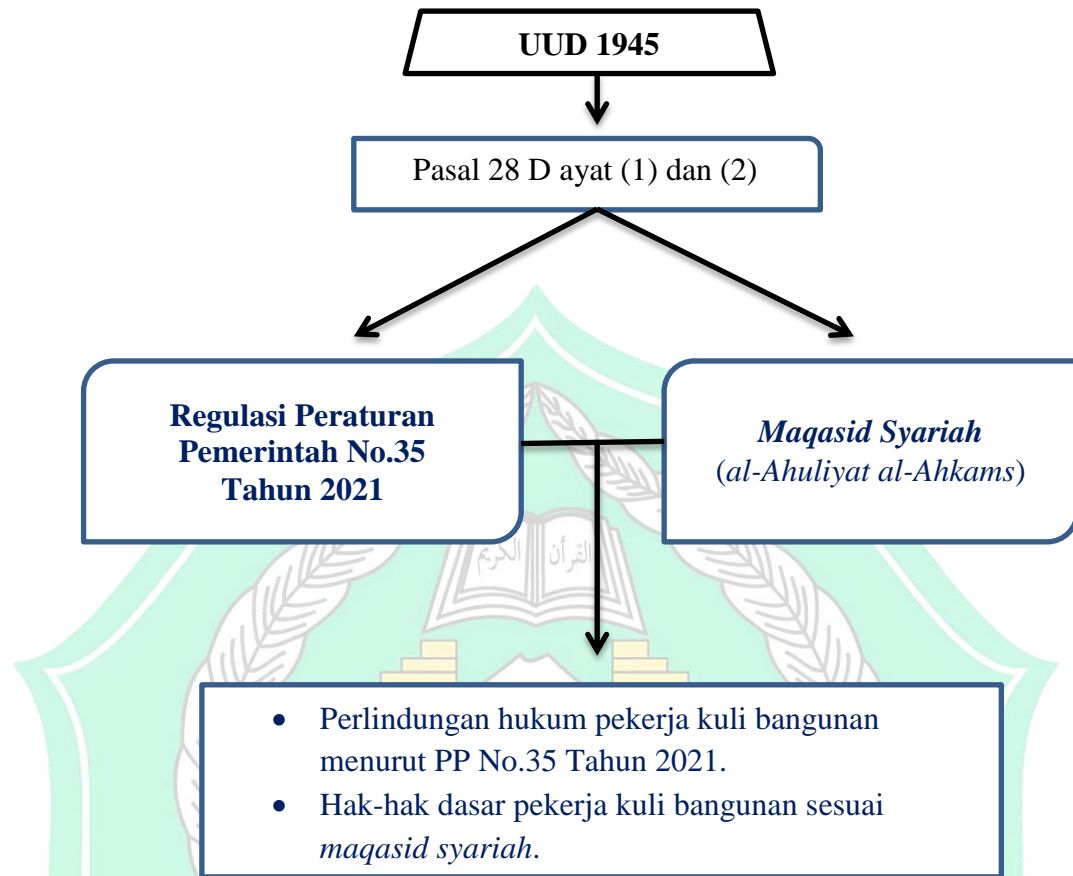 UUD 1945
Pasal 28 D ayat (1) dan (2)
Regulasi Peraturan
Pemerintah No.35
Tahun 2021
Maqasid Syariah
(al-Ahuliyat al-Ahkams)
القرأن الكريم
• Perlindungan hukum pekerja kuli bangunan
menurut PP No.35 Tahun 2021.
• Hak-hak dasar pekerja kuli bangunan sesuai
maqasid syariah.